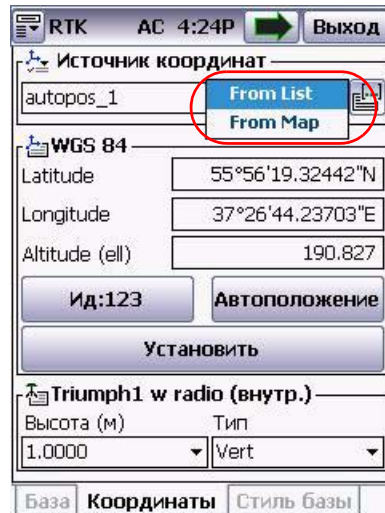 RTK AC 4:24P Выход
Источник координат
autopos_1 From List
From Map
WGS 84
Latitude 55°56'19.32442"N
Longitude 37°26'44.23703"E
Altitude (ell) 190.827
Ид:123 Автоположение
Установить
Triumph1 w radio (внутр.)
Высота (м) Тип
1.0000 Vert
База Координаты Стиль базы